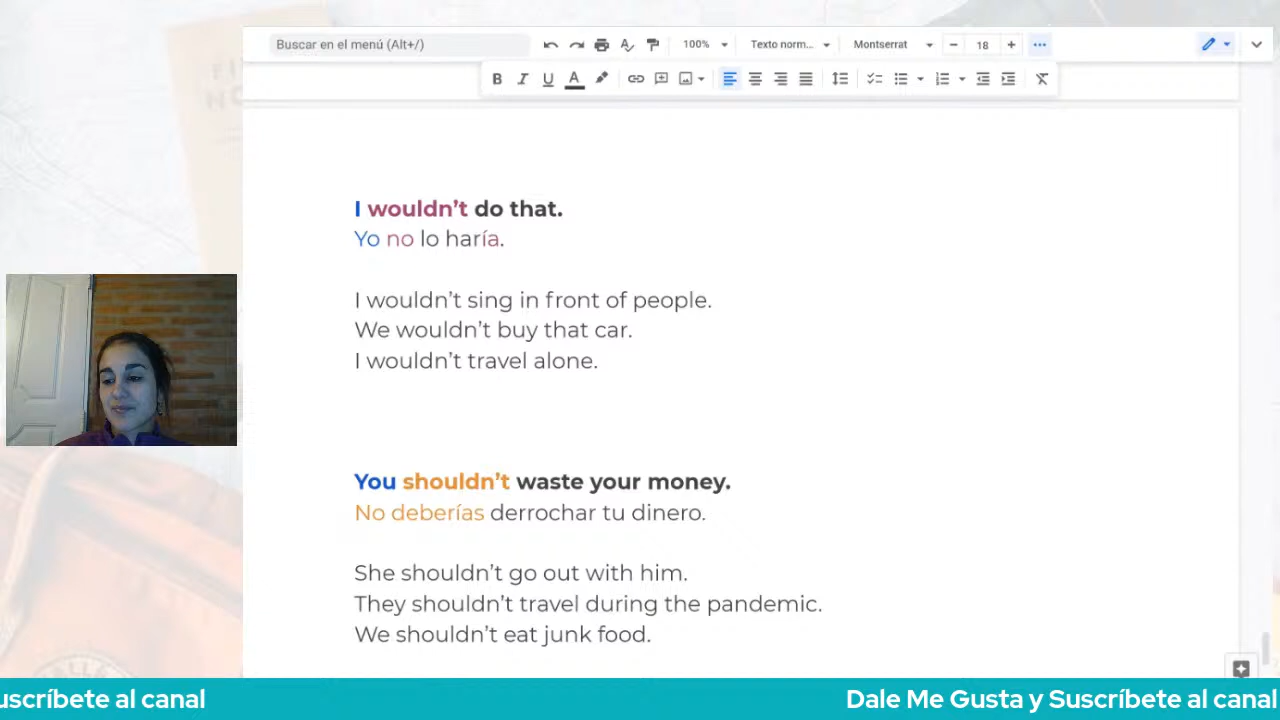 Buscar en el menú (Alt+/)
100%
Texto norm...
Montserrat
18
I wouldn't do that.
Yo no lo haría.
I wouldn't sing in front of people.
We wouldn't buy that car.
I wouldn't travel alone.
You shouldn't waste your money.
No deberías derrochar tu dinero.
She shouldn't go out with him.
They shouldn't travel during the pandemic.
We shouldn't eat junk food.
uscríbete al canal
Dale Me Gusta y Suscríbete al canal